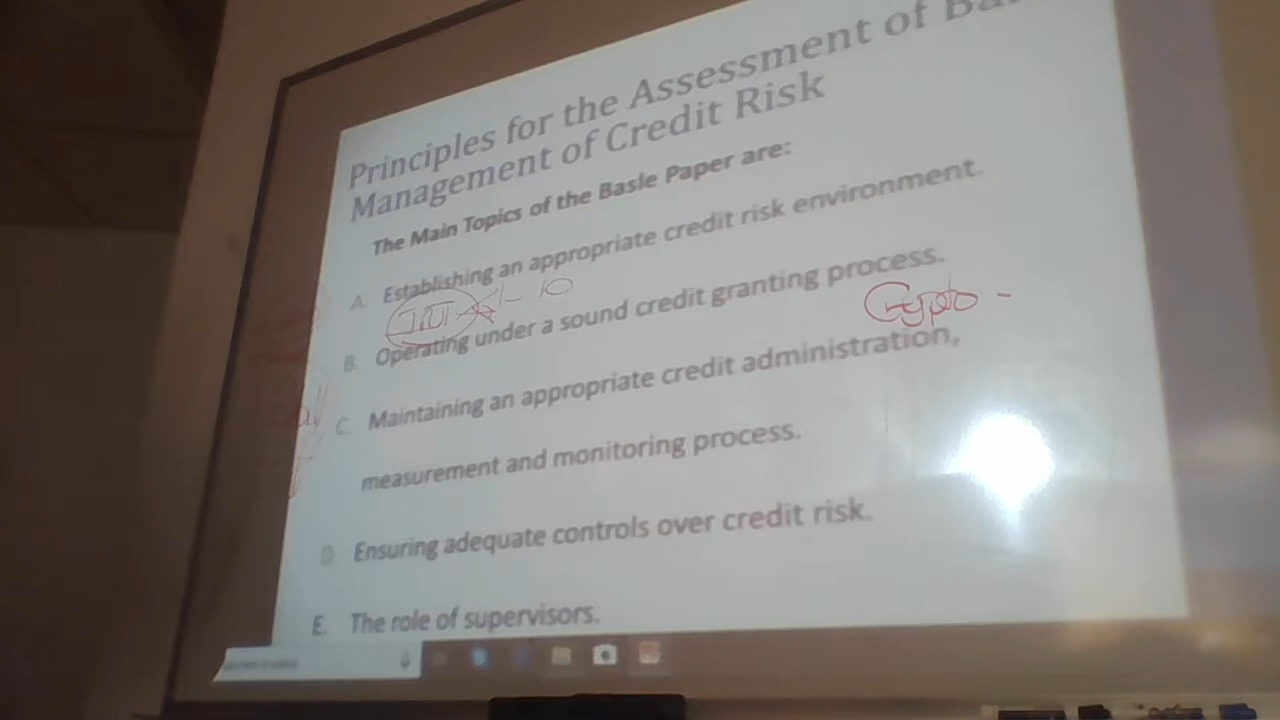 Principles for the Assessment of
Management of Credit Risk
The Main Topics of the Basle Paper are:
A. Establishing an appropriate credit risk environment.
10
B. Operating under a sound credit granting process.
Crypto -
C. Maintaining an appropriate credit administration,
measurement and monitoring process.
D. Ensuring adequate controls over credit risk.
E. The role of supervisors.